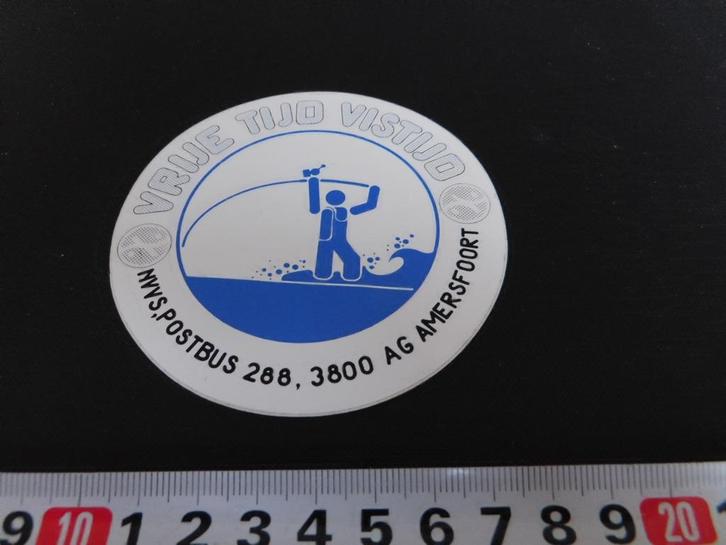 VRIJE TIJD VISTIJD
NVVS, POSTBUS 288, 3800 AG AMERSFOORT
9 10 1 2 3 4 5 6 7 8 9 20 1